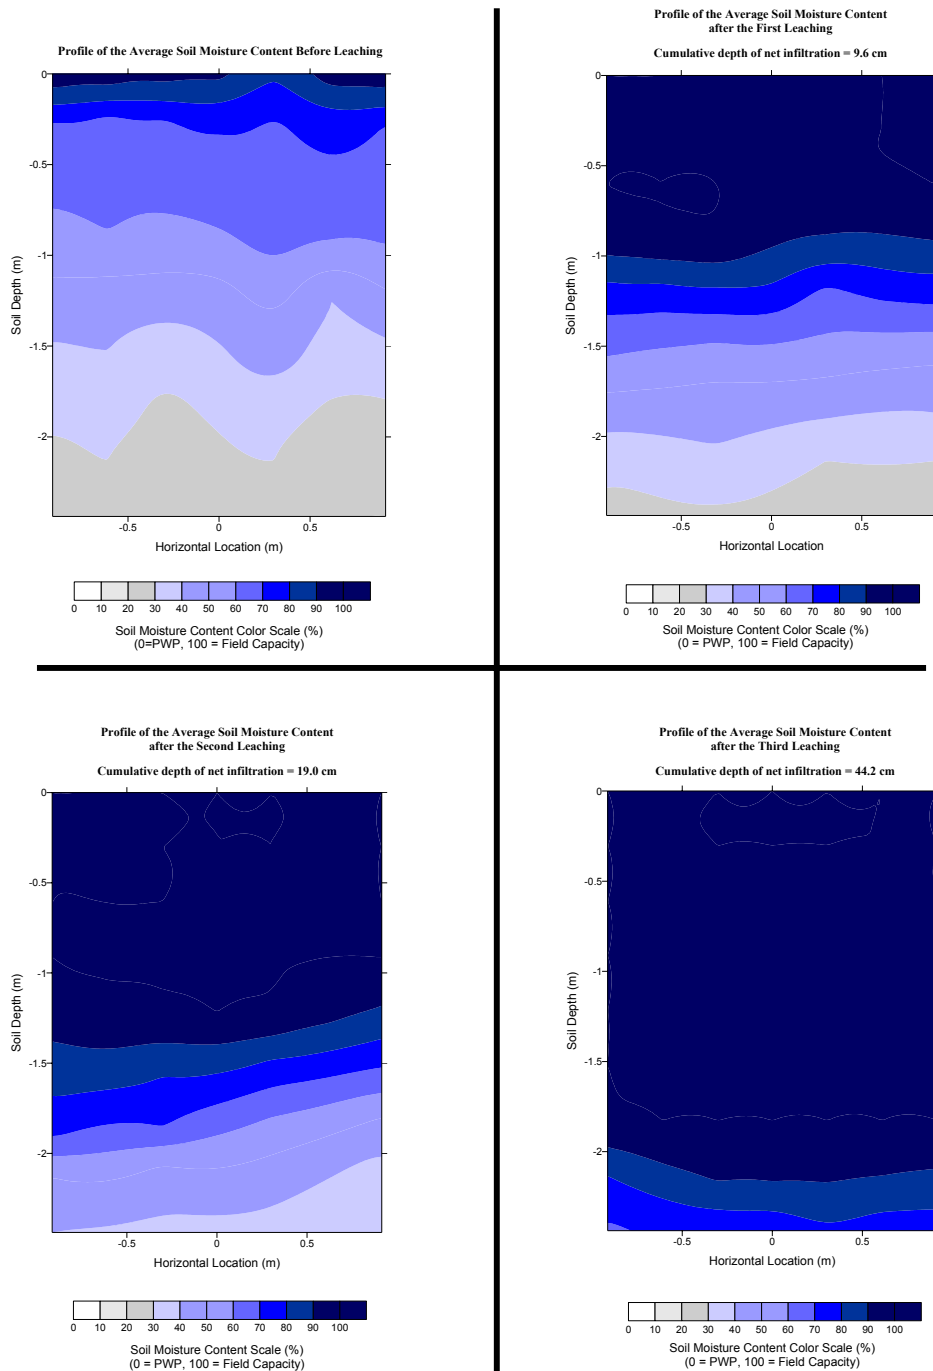 Profile of the Average Soil Moisture Content Before Leaching
0
-0.5
-1
-1.5
-2
Soil Depth (m)
-0.5 0 0.5
Horizontal Location (m)
0 10 20 30 40 50 60 70 80 90 100
Soil Moisture Content Color Scale (%)
(0=PWP, 100 = Field Capacity)
Profile of the Average Soil Moisture Content
after the First Leaching
Cumulative depth of net infiltration = 9.6 cm
0
-0.5
-1
-1.5
-2
Soil Depth (m)
-0.5 0 0.5
Horizontal Location
0 10 20 30 40 50 60 70 80 90 100
Soil Moisture Content Color Scale (%)
(0 = PWP, 100 = Field Capacity)
Profile of the Average Soil Moisture Content
after the Second Leaching
Cumulative depth of net infiltration = 19.0 cm
0
-0.5
-1
-1.5
-2
Soil Depth (m)
-0.5 0 0.5
Horizontal Location (m)
0 10 20 30 40 50 60 70 80 90 100
Soil Moisture Content Scale (%)
(0 = PWP, 100 = Field Capacity)
Profile of the Average Soil Moisture Content
after the Third Leaching
Cumulative depth of net infiltration = 44.2 cm
0
-0.5
-1
-1.5
-2
Soil Depth (m)
-0.5 0 0.5
Horizontal Location (m)
0 10 20 30 40 50 60 70 80 90 100
Soil Moisture Content Color Scale (%)
(0 = PWP, 100 = Field Capacity)